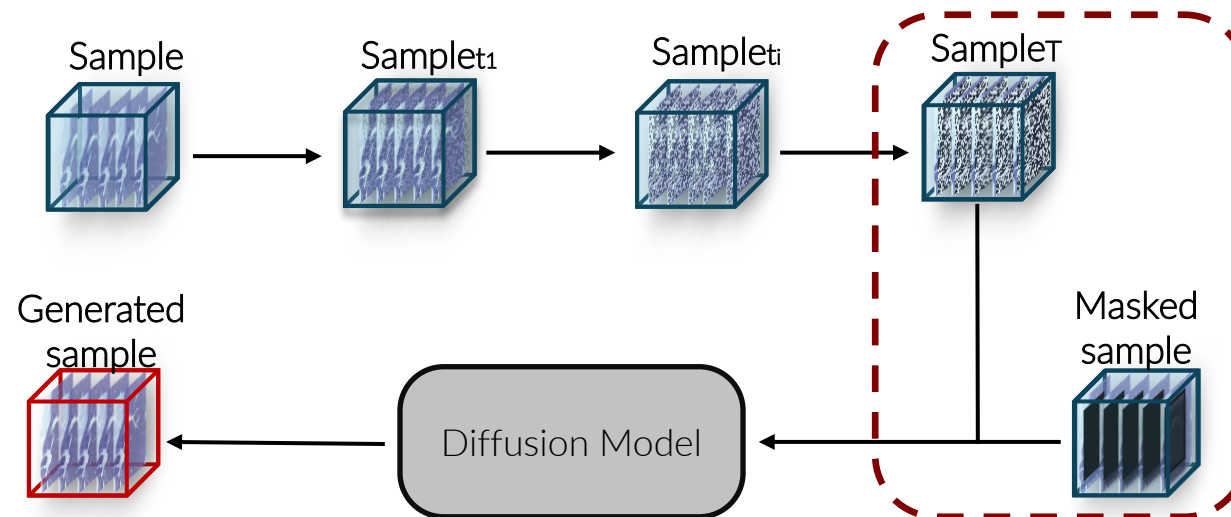 Sample
Samplet1
Sampleti
SampleT
Generated
sample
Masked
sample
Diffusion Model